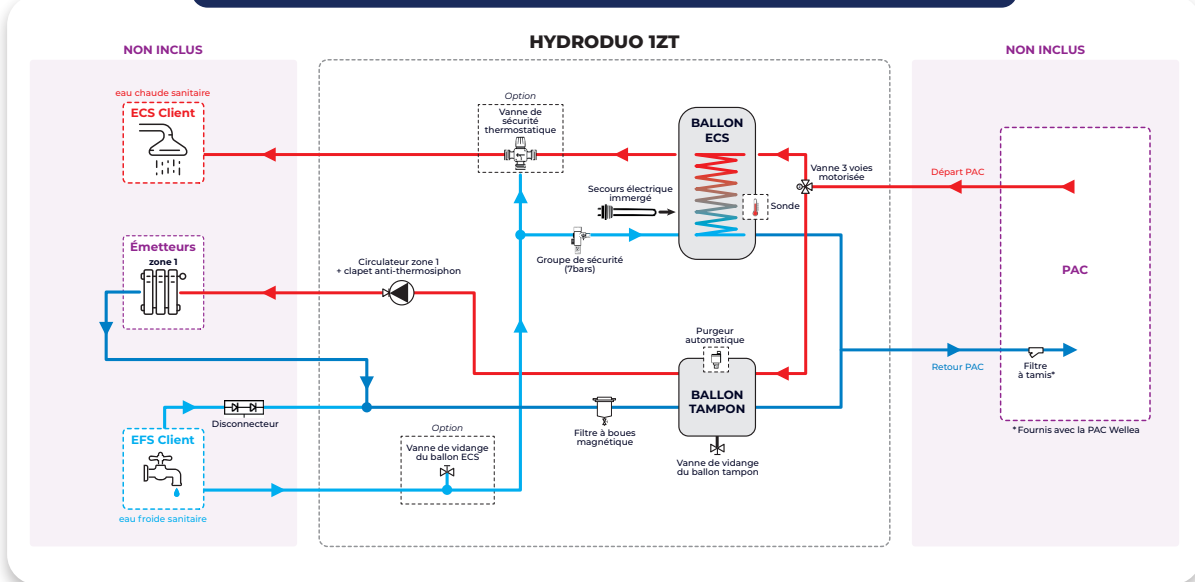 HYDRODUO 1ZT
NON INCLUS
NON INCLUS
eau chaude sanitaire
ECS Client
Option
Vanne de
sécurité
thermostatique
BALLON
ECS
Vanne 3 voies
motorisée
Départ PAC
Secours électrique
immergé
Sonde
Groupe de sécurité
(7bars)
Émetteurs
zone 1
Circulateur zone 1
+ clapet anti-thermosiphon
PAC
Purgeur
automatique
Retour PAC
Filtre
à tamis*
BALLON
TAMPON
Disconnecteur
Filtre à boues
magnétique
*Fournis avec la PAC Wellea
EFS Client
Option
Vanne de vidange
du ballon ECS
Vanne de vidange
du ballon tampon
eau froide sanitaire